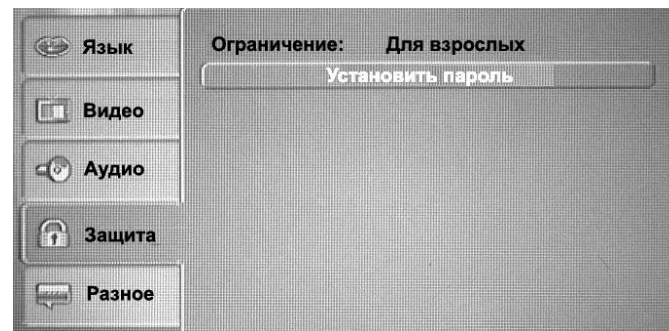 Язык
Видео
Аудио
Защита
Разное
Ограничение: Для взрослых
Установить пароль